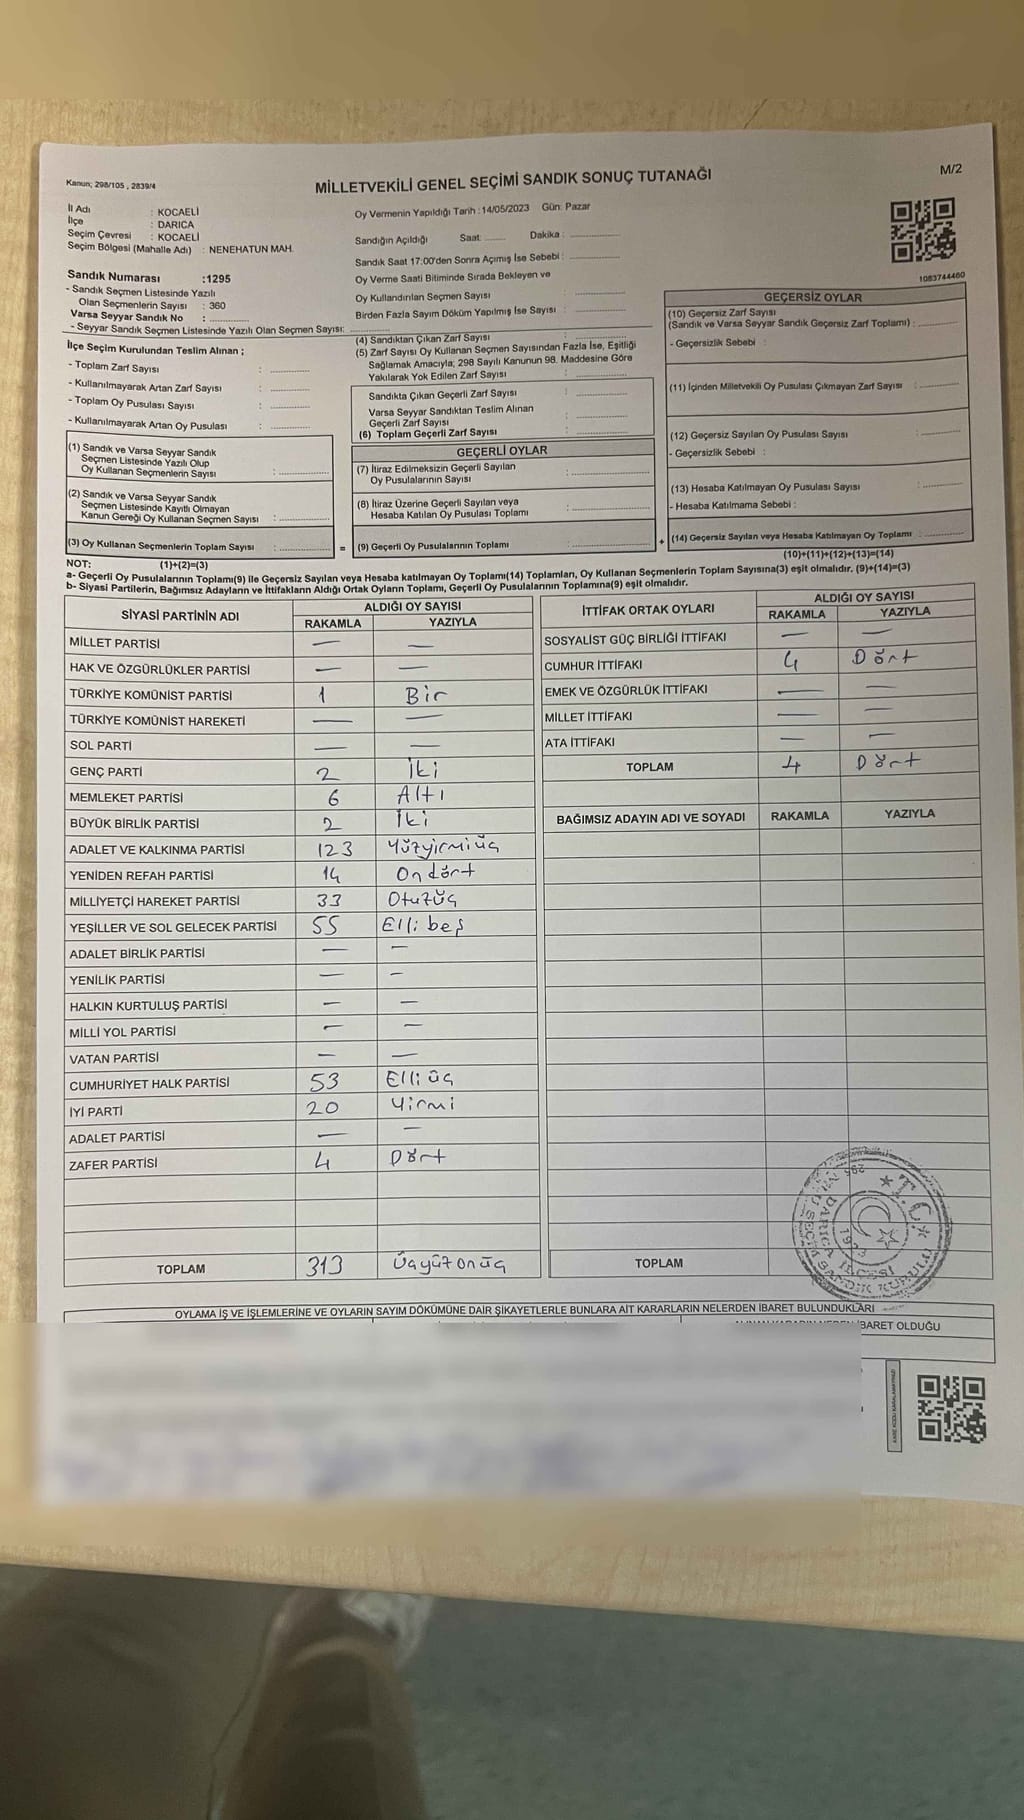 Kanun; 298/105 , 2839/4
MİLLETVEKİLİ GENEL SEÇİMİ SANDIK SONUÇ TUTANAĞI
M/2
İl Adı : KOCAELİ
İlçe : DARICA
Seçim Çevresi : KOCAELİ
Seçim Bölgesi (Mahalle Adı) : NENEHATUN MAH.
Sandık Numarası :1295
- Sandık Seçmen Listesinde Yazılı
Olan Seçmenlerin Sayısı : 360
Varsa Seyyar Sandık No :
- Seyyar Sandık Seçmen Listesinde Yazılı Olan Seçmen Sayısı:
Oy Vermenin Yapıldığı Tarih :14/05/2023 Gün: Pazar
Sandığın Açıldığı Saat: Dakika :
Sandık Saat 17:00'den Sonra Açımış İse Sebebi :
Oy Verme Saati Bitiminde Sırada Bekleyen ve
Oy Kullandırılan Seçmen Sayısı :
Birden Fazla Sayım Döküm Yapılmış İse Sayısı :
1083744460
İlçe Seçim Kurulundan Teslim Alınan ;
- Toplam Zarf Sayısı :
- Kullanılmayarak Artan Zarf Sayısı :
- Toplam Oy Pusulası Sayısı :
- Kullanılmayarak Artan Oy Pusulası :
(1) Sandık ve Varsa Seyyar Sandık
Seçmen Listesinde Yazılı Olup
Oy Kullanan Seçmenlerin Sayısı :
(2) Sandık ve Varsa Seyyar Sandık
Seçmen Listesinde Kayıtlı Olmayan
Kanun Gereği Oy Kullanan Seçmen Sayısı :
(3) Oy Kullanan Seçmenlerin Toplam Sayısı :
(4) Sandıktan Çıkan Zarf Sayısı :
(5) Zarf Sayısı Oy Kullanan Seçmen Sayısından Fazla İse, Eşitliği
Sağlamak Amacıyla; 298 Sayılı Kanunun 98. Maddesine Göre
Yakılarak Yok Edilen Zarf Sayısı :
Sandıkta Çıkan Geçerli Zarf Sayısı :
Varsa Seyyar Sandıktan Teslim Alınan
Geçerli Zarf Sayısı :
(6) Toplam Geçerli Zarf Sayısı :
GEÇERLİ OYLAR
(7) İtiraz Edilmeksizin Geçerli Sayılan
Oy Pusulalarının Sayısı :
(8) İtiraz Üzerine Geçerli Sayılan veya
Hesaba Katılan Oy Pusulası Toplamı :
= (9) Geçerli Oy Pusulalarının Toplamı :
GEÇERSİZ OYLAR
(10) Geçersiz Zarf Sayısı
(Sandık ve Varsa Seyyar Sandık Geçersiz Zarf Toplamı) :
- Geçersizlik Sebebi :
(11) İçinden Milletvekili Oy Pusulası Çıkmayan Zarf Sayısı :
(12) Geçersiz Sayılan Oy Pusulası Sayısı :
- Geçersizlik Sebebi :
(13) Hesaba Katılmayan Oy Pusulası Sayısı :
- Hesaba Katılmama Sebebi :
+ (14) Geçersiz Sayılan veya Hesaba Katılmayan Oy Toplamı :
NOT: (1)+(2)=(3) (10)+(11)+(12)+(13)=(14)
a- Geçerli Oy Pusulalarının Toplamı(9) ile Geçersiz Sayılan veya Hesaba katılmayan Oy Toplamı(14) Toplamları, Oy Kullanan Seçmenlerin Toplam Sayısına(3) eşit olmalıdır. (9)+(14)=(3)
b- Siyasi Partilerin, Bağımsız Adayların ve İttifakların Aldığı Ortak Oyların Toplamı, Geçerli Oy Pusulalarının Toplamına(9) eşit olmalıdır.
SİYASİ PARTİNİN ADI ALDIĞI OY SAYISI
RAKAMLA YAZIYLA
MİLLET PARTİSİ — —
HAK VE ÖZGÜRLÜKLER PARTİSİ — —
TÜRKİYE KOMÜNİST PARTİSİ 1 Bir
TÜRKİYE KOMÜNİST HAREKETİ — —
SOL PARTİ — —
GENÇ PARTİ 2 İki
MEMLEKET PARTİSİ 6 Altı
BÜYÜK BİRLİK PARTİSİ 2 İki
ADALET VE KALKINMA PARTİSİ 123 Yüzyirmiüç
YENİDEN REFAH PARTİSİ 14 Ondört
MİLLİYETÇİ HAREKET PARTİSİ 33 Otuzüç
YEŞİLLER VE SOL GELECEK PARTİSİ 55 Elli beş
ADALET BİRLİK PARTİSİ — —
YENİLİK PARTİSİ — —
HALKIN KURTULUŞ PARTİSİ — —
MİLLİ YOL PARTİSİ — —
VATAN PARTİSİ — —
CUMHURİYET HALK PARTİSİ 53 Elli üç
İYİ PARTİ 20 Yirmi
ADALET PARTİSİ — —
ZAFER PARTİSİ 4 Dört
TOPLAM 313 Üçyüz onüç
İTTİFAK ORTAK OYLARI ALDIĞI OY SAYISI
RAKAMLA YAZIYLA
SOSYALİST GÜÇ BİRLİĞİ İTTİFAKI — —
CUMHUR İTTİFAKI 4 Dört
EMEK VE ÖZGÜRLÜK İTTİFAKI — —
MİLLET İTTİFAKI — —
ATA İTTİFAKI — —
TOPLAM 4 Dört
BAĞIMSIZ ADAYIN ADI VE SOYADI RAKAMLA YAZIYLA
TOPLAM
T.C.
DARICA İLÇESİ
OYLAMA İŞ VE İŞLEMLERİNE VE OYLARIN SAYIM DÖKÜMÜNE DAİR ŞİKAYETLERLE BUNLARA AİT KARARLARIN NELERDEN İBARET BULUNDUKLARI
İBARET OLDUĞU